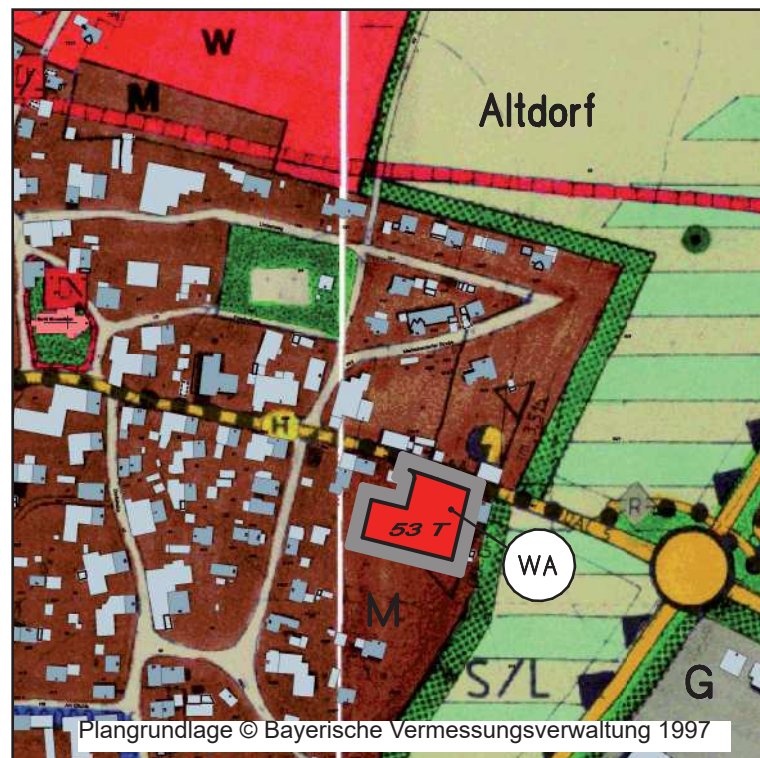 W
M
Altdorf
H
R
53 T
WA
M
S/L
G
Plangrundlage © Bayerische Vermessungsverwaltung 1997